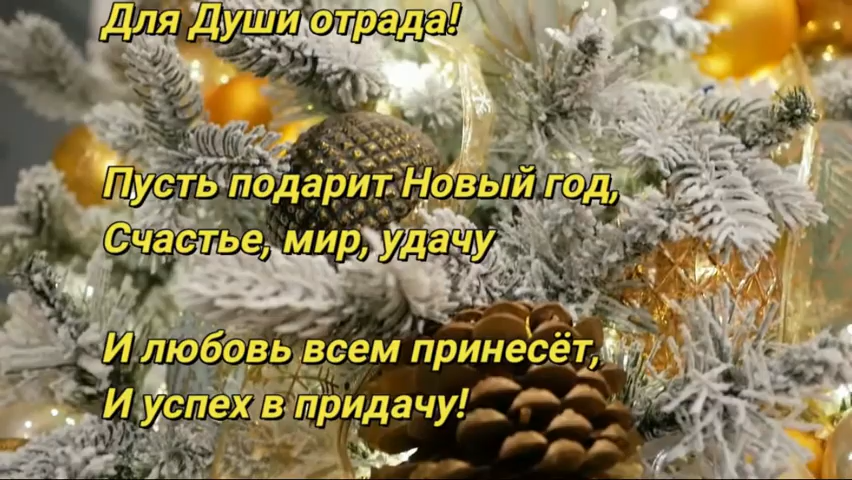 Для Души отрада!
Пусть подарит Новый год,
Счастье, мир, удачу
И любовь всем принесёт,
И успех в придачу!